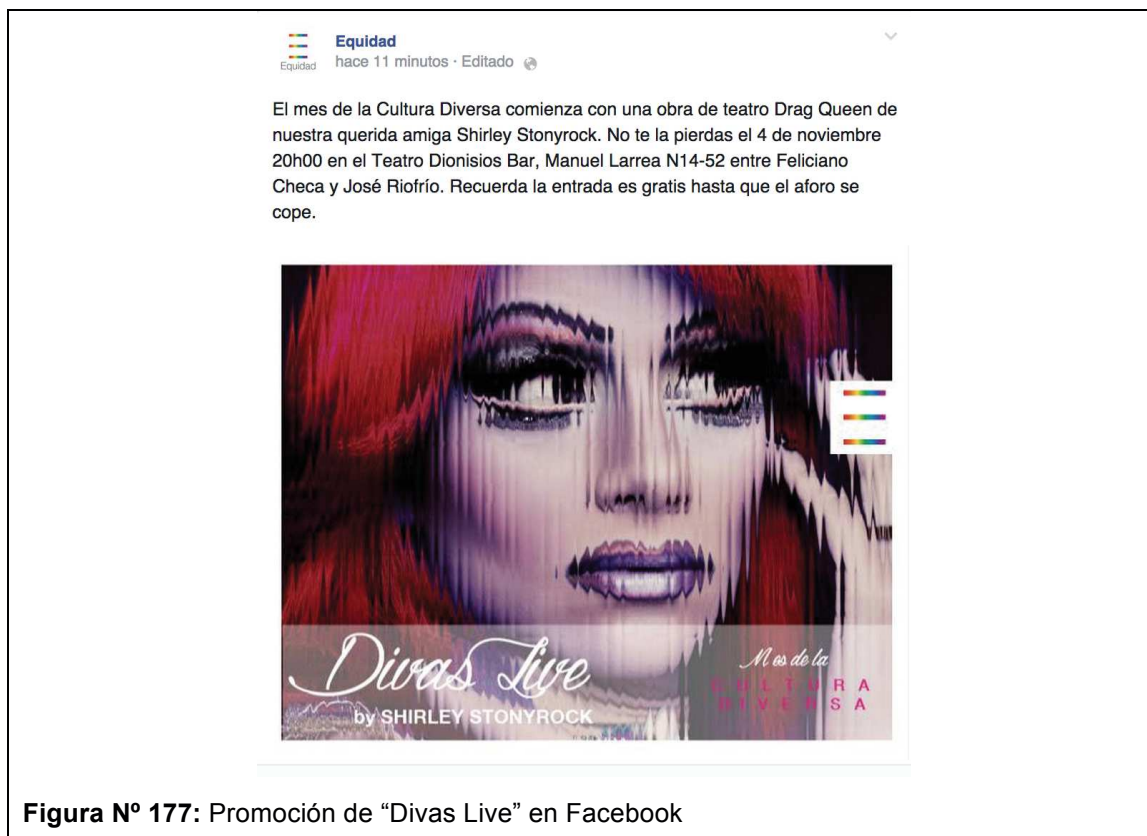 Equidad
Equidad
hace 11 minutos · Editado
El mes de la Cultura Diversa comienza con una obra de teatro Drag Queen de
nuestra querida amiga Shirley Stonyrock. No te la pierdas el 4 de noviembre
20h00 en el Teatro Dionisios Bar, Manuel Larrea N14-52 entre Feliciano
Checa y José Riofrío. Recuerda la entrada es gratis hasta que el aforo se
cope.
Divas Live
by SHIRLEY STONYROCK
Mes de la
CULTURA
DIVERSA
Figura Nº 177: Promoción de “Divas Live” en Facebook